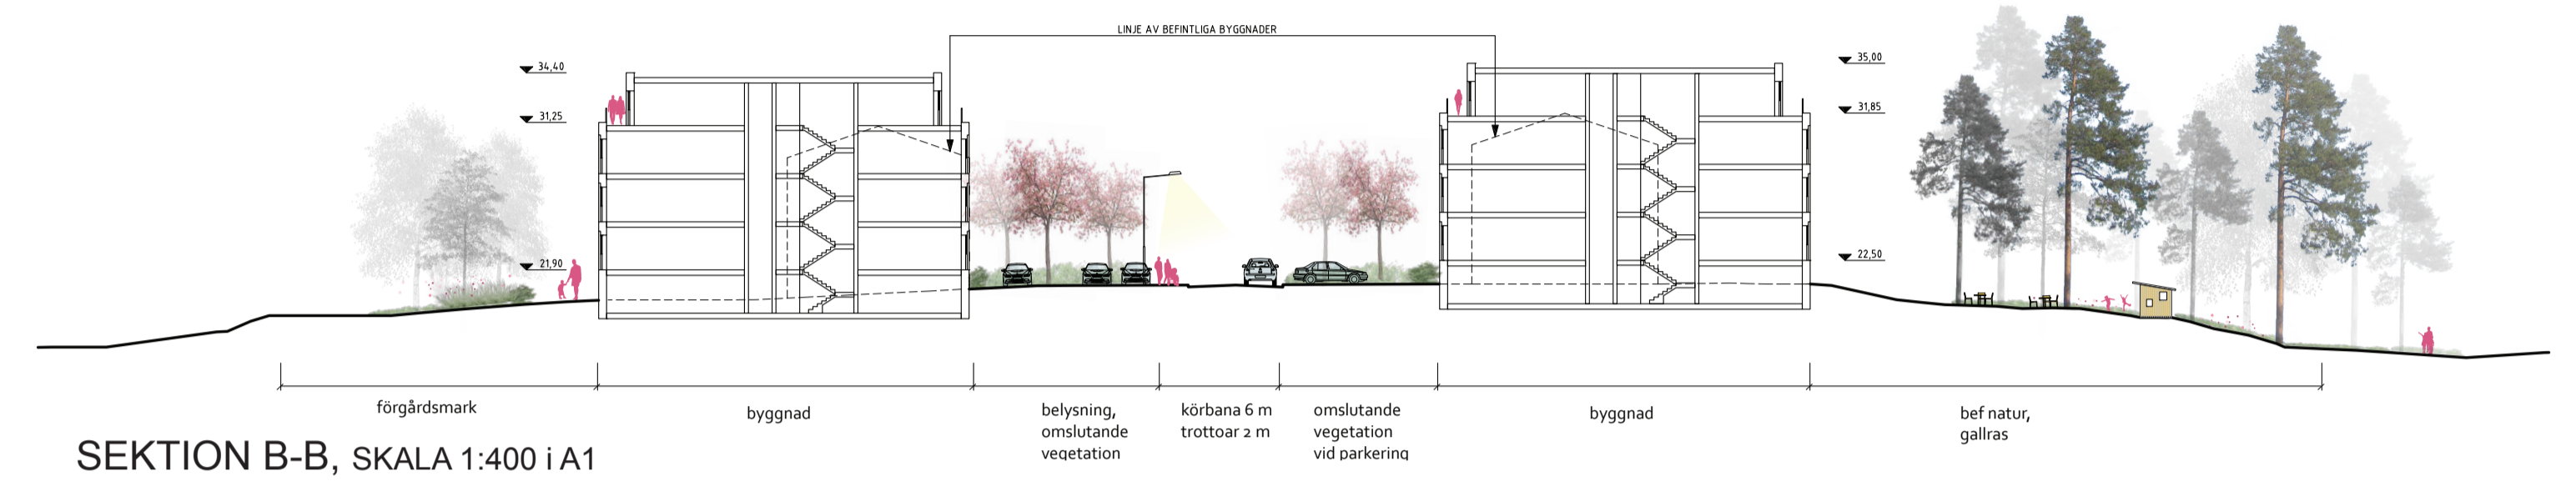 LINJE AV BEFINTLIGA BYGGNADER
34,40
31,25
21,90
35,00
31,85
22,50
förgårdsmark
byggnad
belysning,
omslutande
vegetation
körbana 6 m
trottoar 2 m
omslutande
vegetation
vid parkering
byggnad
bef natur,
gallras
SEKTION B-B, SKALA 1:400 i A1